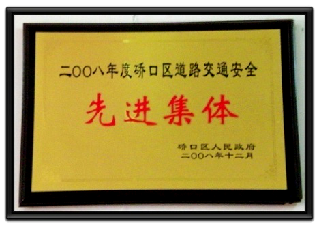 二〇〇八年度硚口区道路交通安全
先进集体
硚口区人民政府
二〇〇八年十二月